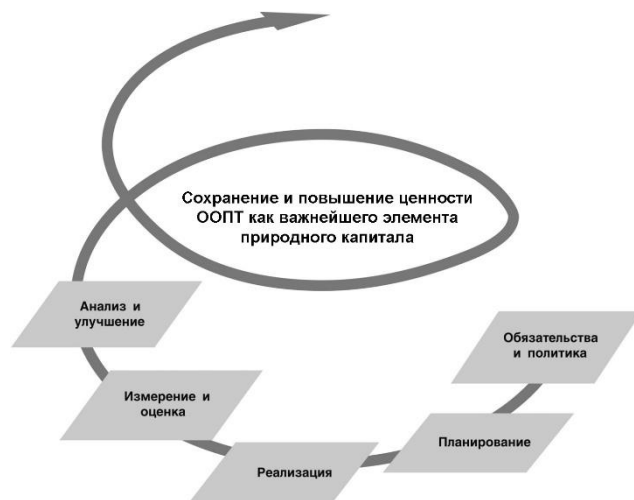 Сохранение и повышение ценности
ООПТ как важнейшего элемента
природного капитала
Анализ и
улучшение
Обязательства
и политика
Измерение и
оценка
Планирование
Реализация